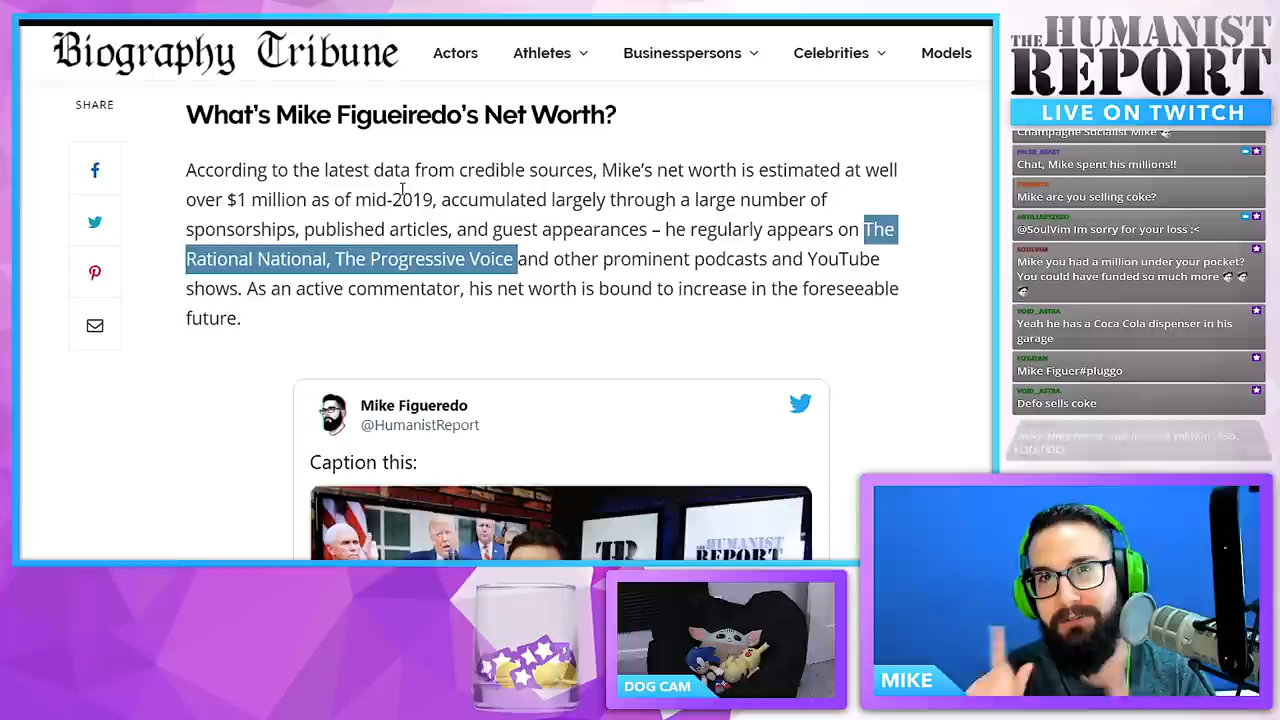 Biography Tribune
Actors
Athletes
Businesspersons
Celebrities
Models
SHARE
What's Mike Figueiredo's Net Worth?
According to the latest data from credible sources, Mike's net worth is estimated at well
over $1 million as of mid-2019, accumulated largely through a large number of
sponsorships, published articles, and guest appearances – he regularly appears on The
Rational National, The Progressive Voice and other prominent podcasts and YouTube
shows. As an active commentator, his net worth is bound to increase in the foreseeable
future.
Mike Figueredo
@HumanistReport
Caption this:
HUMANIST
REPORT
THE HUMANIST
REPORT
LIVE ON TWITCH
Champagne Socialist Mike
Chat, Mike spent his millions!!
Mike are you selling coke?
@SoulVim Im sorry for your loss :<
SOULVIM
Mike you had a million under your pocket?
You could have funded so much more
VOID_ASTRA
Yeah he has a Coca Cola dispenser in his
garage
Mike Figuer#pluggo
VOID_ASTRA
Defo sells coke
DOG CAM
MIKE